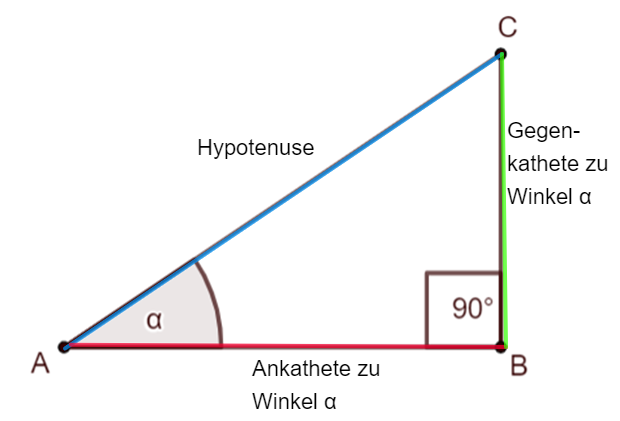 C
Hypotenuse
Gegen-
kathete zu
Winkel α
α
90°
A
B
Ankathete zu
Winkel α